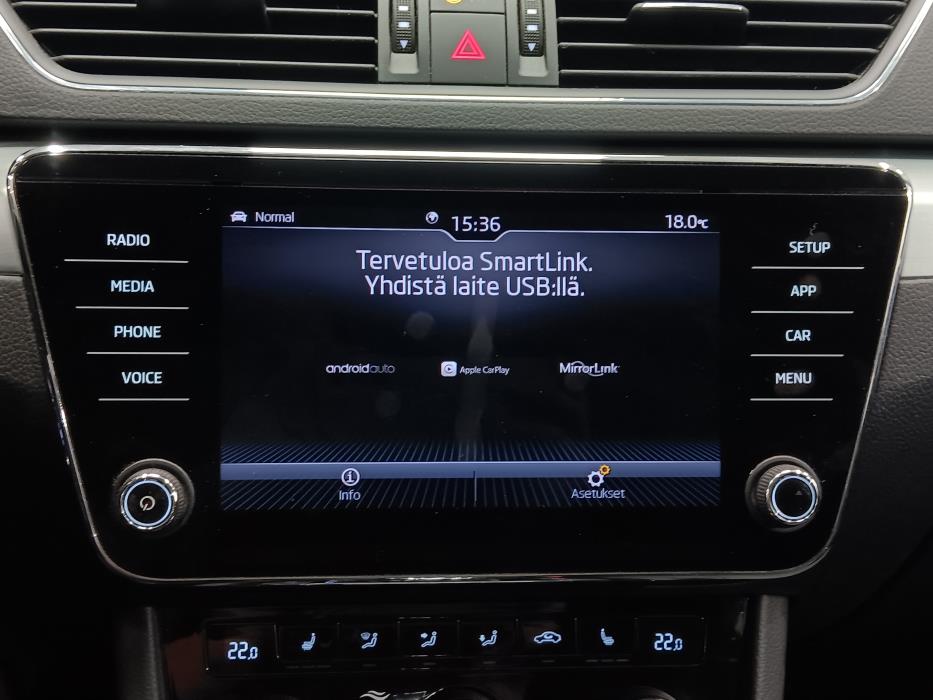 Normal
15:36
18.0°C
RADIO
MEDIA
PHONE
VOICE
Tervetuloa SmartLink.
Yhdistä laite USB:llä.
androidauto
Apple CarPlay
MirrorLink
Info
Asetukset
SETUP
APP
CAR
MENU
22.0
22.0